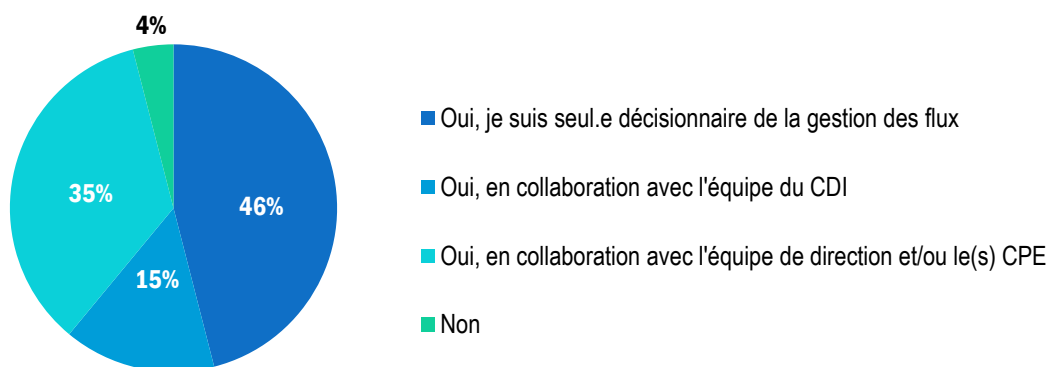 4%
35%
46%
15%
Oui, je suis seul.e décisionnaire de la gestion des flux
Oui, en collaboration avec l'équipe du CDI
Oui, en collaboration avec l'équipe de direction et/ou le(s) CPE
Non